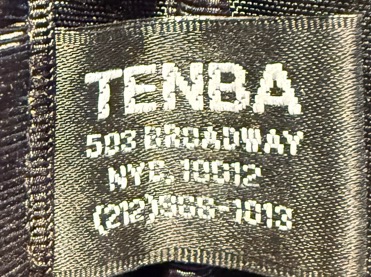 TENBA
503 BROADWAY
NYC, 10012
(212)966-1013